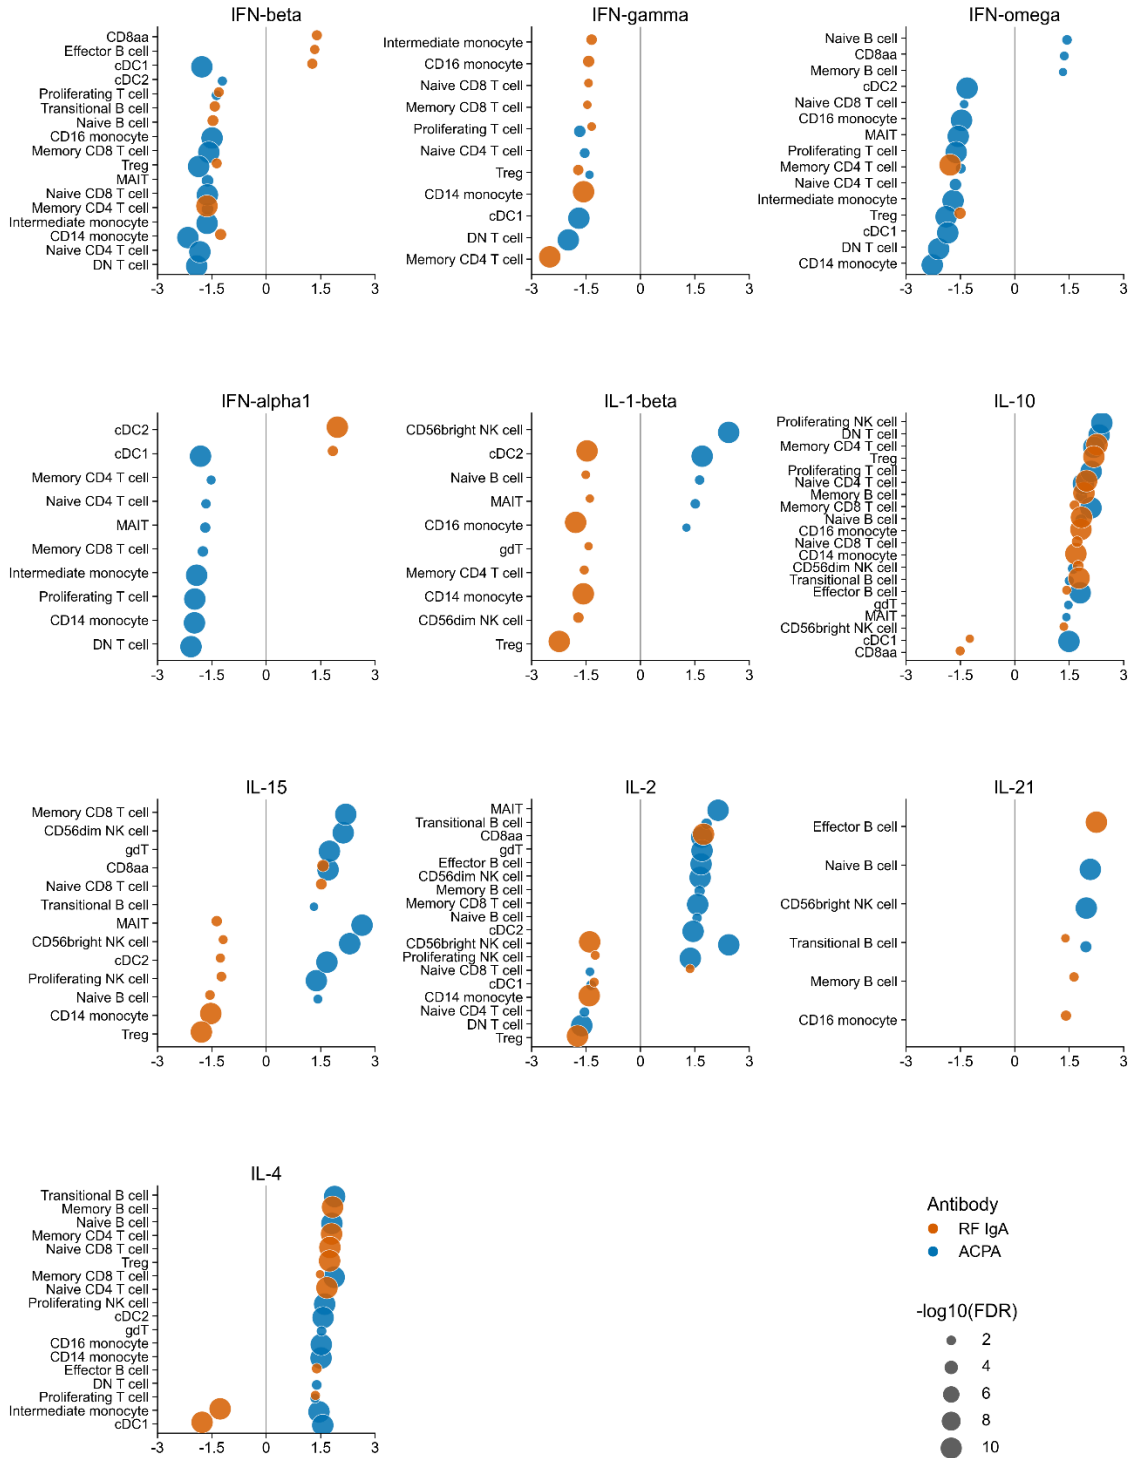 IFN-beta
CD8aa
Effector B cell
cDC1
cDC2
Proliferating T cell
Transitional B cell
Naive B cell
CD16 monocyte
Memory CD8 T cell
Treg
MAIT
Naive CD8 T cell
Memory CD4 T cell
Intermediate monocyte
CD14 monocyte
Naive CD4 T cell
DN T cell
-3 -1.5 0 1.5 3
IFN-gamma
Intermediate monocyte
CD16 monocyte
Naive CD8 T cell
Memory CD8 T cell
Proliferating T cell
Naive CD4 T cell
Treg
CD14 monocyte
cDC1
DN T cell
Memory CD4 T cell
-3 -1.5 0 1.5 3
IFN-omega
Naive B cell
CD8aa
Memory B cell
cDC2
Naive CD8 T cell
CD16 monocyte
MAIT
Proliferating T cell
Memory CD4 T cell
Naive CD4 T cell
Intermediate monocyte
Treg
cDC1
DN T cell
CD14 monocyte
-3 -1.5 0 1.5 3
IFN-alpha1
cDC2
cDC1
Memory CD4 T cell
Naive CD4 T cell
MAIT
Memory CD8 T cell
Intermediate monocyte
Proliferating T cell
CD14 monocyte
DN T cell
-3 -1.5 0 1.5 3
IL-1-beta
CD56bright NK cell
cDC2
Naive B cell
MAIT
CD16 monocyte
gdT
Memory CD4 T cell
CD14 monocyte
CD56dim NK cell
Treg
-3 -1.5 0 1.5 3
IL-10
Proliferating NK cell
DN T cell
Memory CD4 T cell
Treg
Proliferating T cell
Naive CD4 T cell
Memory B cell
Memory CD8 T cell
Naive B cell
CD16 monocyte
Naive CD8 T cell
CD14 monocyte
CD56dim NK cell
Transitional B cell
Effector B cell
gdT
MAIT
CD56bright NK cell
cDC1
CD8aa
-3 -1.5 0 1.5 3
IL-15
Memory CD8 T cell
CD56dim NK cell
gdT
CD8aa
Naive CD8 T cell
Transitional B cell
MAIT
CD56bright NK cell
cDC2
Proliferating NK cell
Naive B cell
CD14 monocyte
Treg
-3 -1.5 0 1.5 3
IL-2
MAIT
Transitional B cell
CD8aa
gdT
Effector B cell
CD56dim NK cell
Memory B cell
Memory CD8 T cell
Naive B cell
cDC2
CD56bright NK cell
Proliferating NK cell
Naive CD8 T cell
cDC1
CD14 monocyte
Naive CD4 T cell
DN T cell
Treg
-3 -1.5 0 1.5 3
IL-21
Effector B cell
Naive B cell
CD56bright NK cell
Transitional B cell
Memory B cell
CD16 monocyte
-3 -1.5 0 1.5 3
IL-4
Transitional B cell
Memory B cell
Naive B cell
Memory CD4 T cell
Naive CD8 T cell
Treg
Memory CD8 T cell
Naive CD4 T cell
Proliferating NK cell
cDC2
gdT
CD16 monocyte
CD14 monocyte
Effector B cell
DN T cell
Proliferating T cell
Intermediate monocyte
cDC1
-3 -1.5 0 1.5 3
Antibody
RF IgA
ACPA
-log10(FDR)
2
4
6
8
10